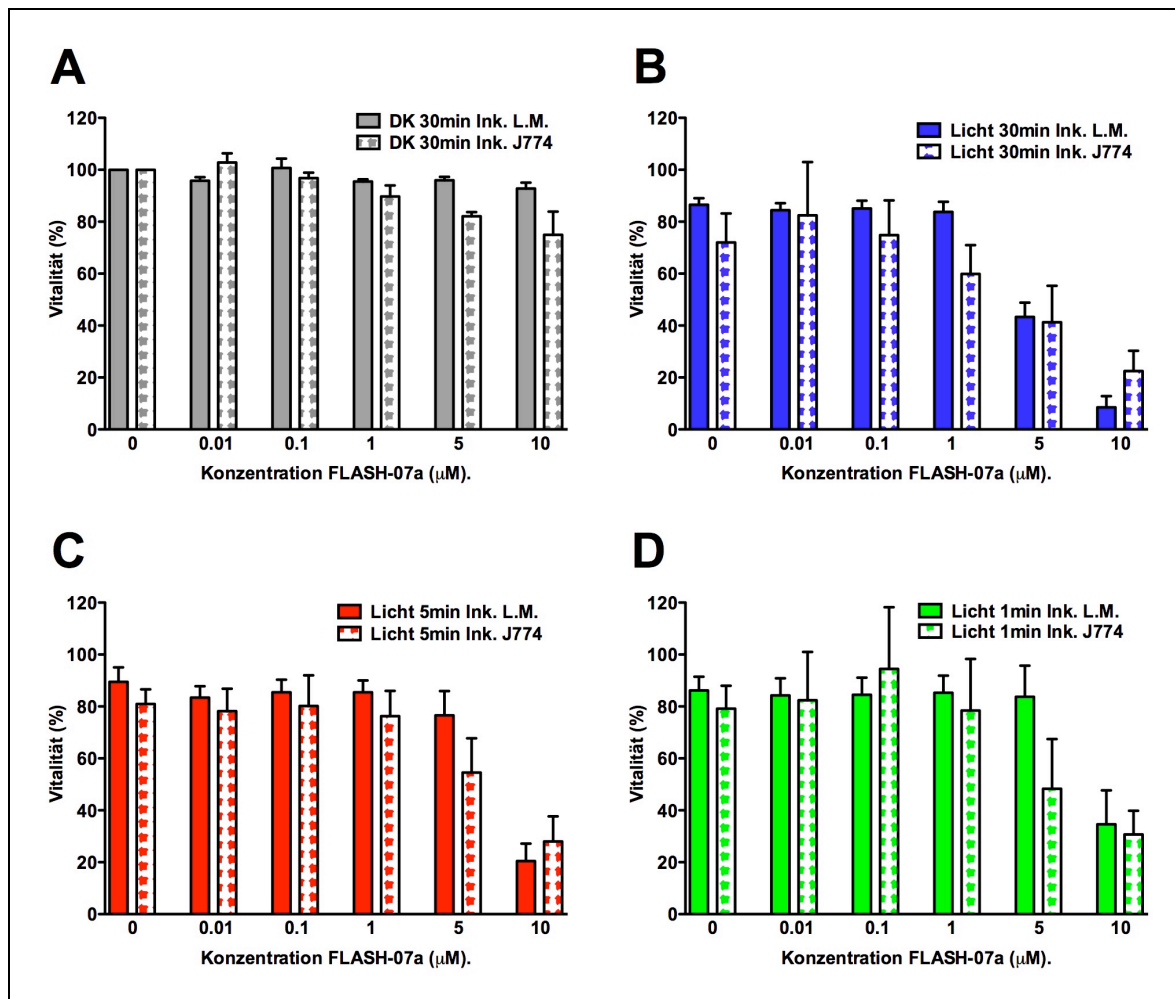 A
DK 30min Ink. L.M.
DK 30min Ink. J774
Vitalität (%)
120
100
80
60
40
20
0
0 0.01 0.1 1 5 10
Konzentration FLASH-07a (µM).
B
Licht 30min Ink. L.M.
Licht 30min Ink. J774
Vitalität (%)
120
100
80
60
40
20
0
0 0.01 0.1 1 5 10
Konzentration FLASH-07a (µM).
C
Licht 5min Ink. L.M.
Licht 5min Ink. J774
Vitalität (%)
120
100
80
60
40
20
0
0 0.01 0.1 1 5 10
Konzentration FLASH-07a (µM).
D
Licht 1min Ink. L.M.
Licht 1min Ink. J774
Vitalität (%)
120
100
80
60
40
20
0
0 0.01 0.1 1 5 10
Konzentration FLASH-07a (µM).